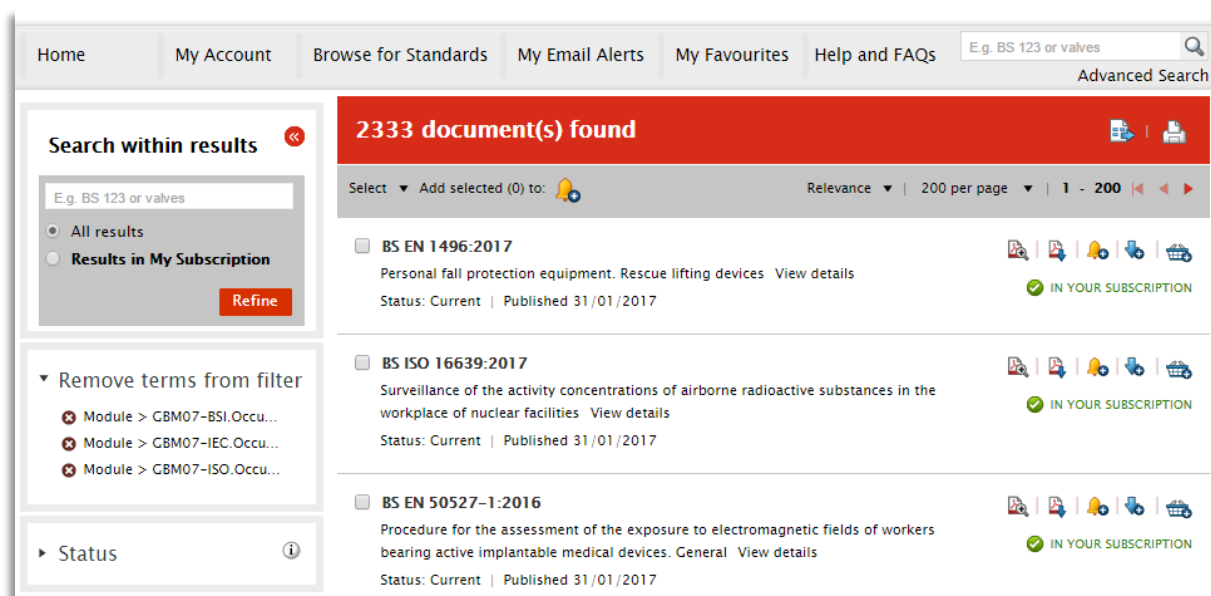 Home
My Account
Browse for Standards
My Email Alerts
My Favourites
Help and FAQs
E.g. BS 123 or valves
Advanced Search
Search within results
E.g. BS 123 or valves
All results
Results in My Subscription
Refine
Remove terms from filter
Module > GBM07-BSI.Occu...
Module > GBM07-IEC.Occu...
Module > GBM07-ISO.Occu...
Status
2333 document(s) found
Select Add selected (0) to:
Relevance | 200 per page | 1 - 200
BS EN 1496:2017
Personal fall protection equipment. Rescue lifting devices View details
Status: Current | Published 31/01/2017
IN YOUR SUBSCRIPTION
BS ISO 16639:2017
Surveillance of the activity concentrations of airborne radioactive substances in the
workplace of nuclear facilities View details
Status: Current | Published 31/01/2017
IN YOUR SUBSCRIPTION
BS EN 50527-1:2016
Procedure for the assessment of the exposure to electromagnetic fields of workers
bearing active implantable medical devices. General View details
Status: Current | Published 31/01/2017
IN YOUR SUBSCRIPTION